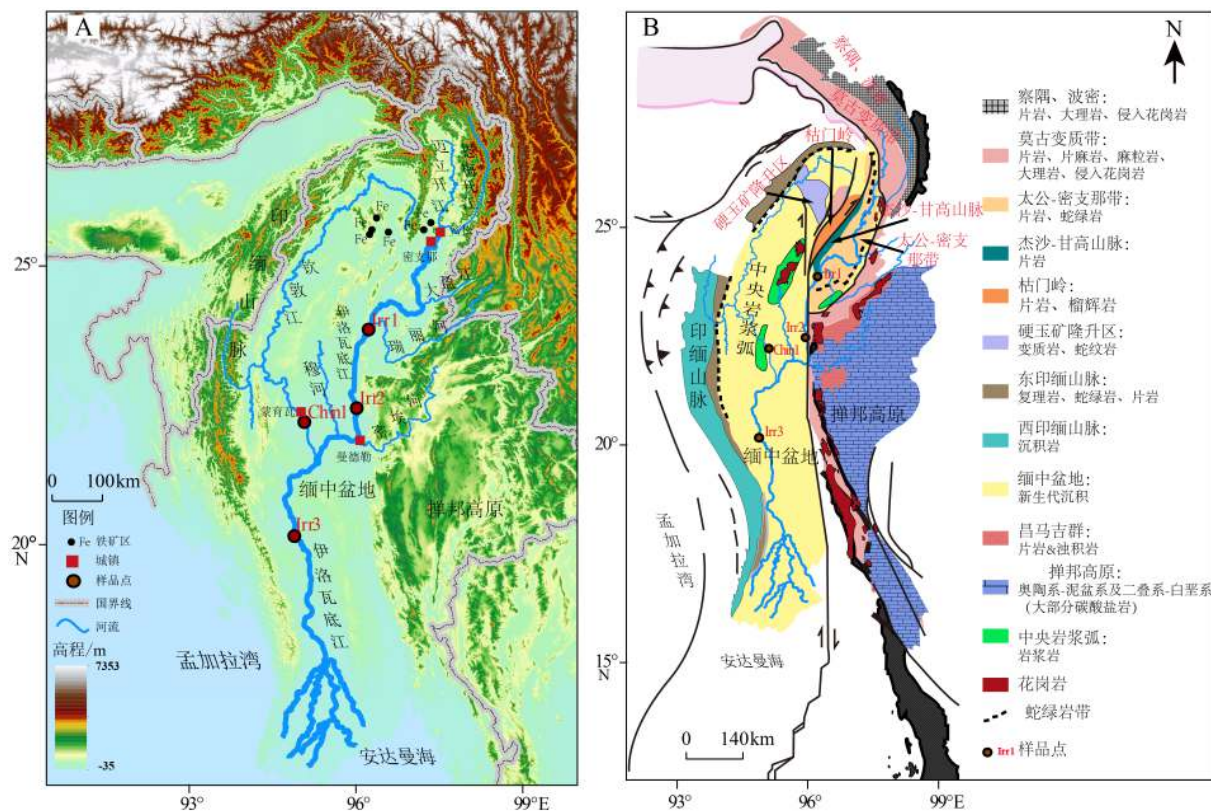 A
Fe
Fe
Fe
Fe
Fe
印
缅
山
脉
钦
敦
江
伊
洛
瓦
底
江
密支那
大盈江
瑞
丽
河
穆
河
Irr1
Irr2
蒙育瓦
Chin1
曼德勒
缅中盆地
掸邦高原
Irr3
伊
洛
瓦
底
江
孟加拉湾
安达曼海
0 100km
图例
Fe 铁矿区
城镇
样品点
国界线
河流
高程/m
7353
-35
25°
20°
N
93°
96°
99°E
B
N
察隅、波密
莫古变质带
枯门岭
硬玉矿隆升区
杰沙-甘高山脉
太公-密支
那带
中
央
岩
浆
弧
印
缅
山
脉
Irr1
Irr2
Chin1
Irr3
缅中盆地
掸邦高原
孟
加
拉
湾
安达曼海
0 140km
25°
20°
N
15°
93°
96°
99°E
察隅、波密:
片岩、大理岩、侵入花岗岩
莫古变质带:
片岩、片麻岩、麻粒岩、
大理岩、侵入花岗岩
太公-密支那带:
片岩、蛇绿岩
杰沙-甘高山脉:
片岩
枯门岭:
片岩、榴辉岩
硬玉矿隆升区:
变质岩、蛇纹岩
东印缅山脉:
复理岩、蛇绿岩、片岩
西印缅山脉:
沉积岩
缅中盆地:
新生代沉积
昌马吉群:
片岩&浊积岩
掸邦高原:
奥陶系-泥盆系及二叠系-白垩系
(大部分碳酸盐岩)
中央岩浆弧:
岩浆岩
花岗岩
蛇绿岩带
Irr1 样品点